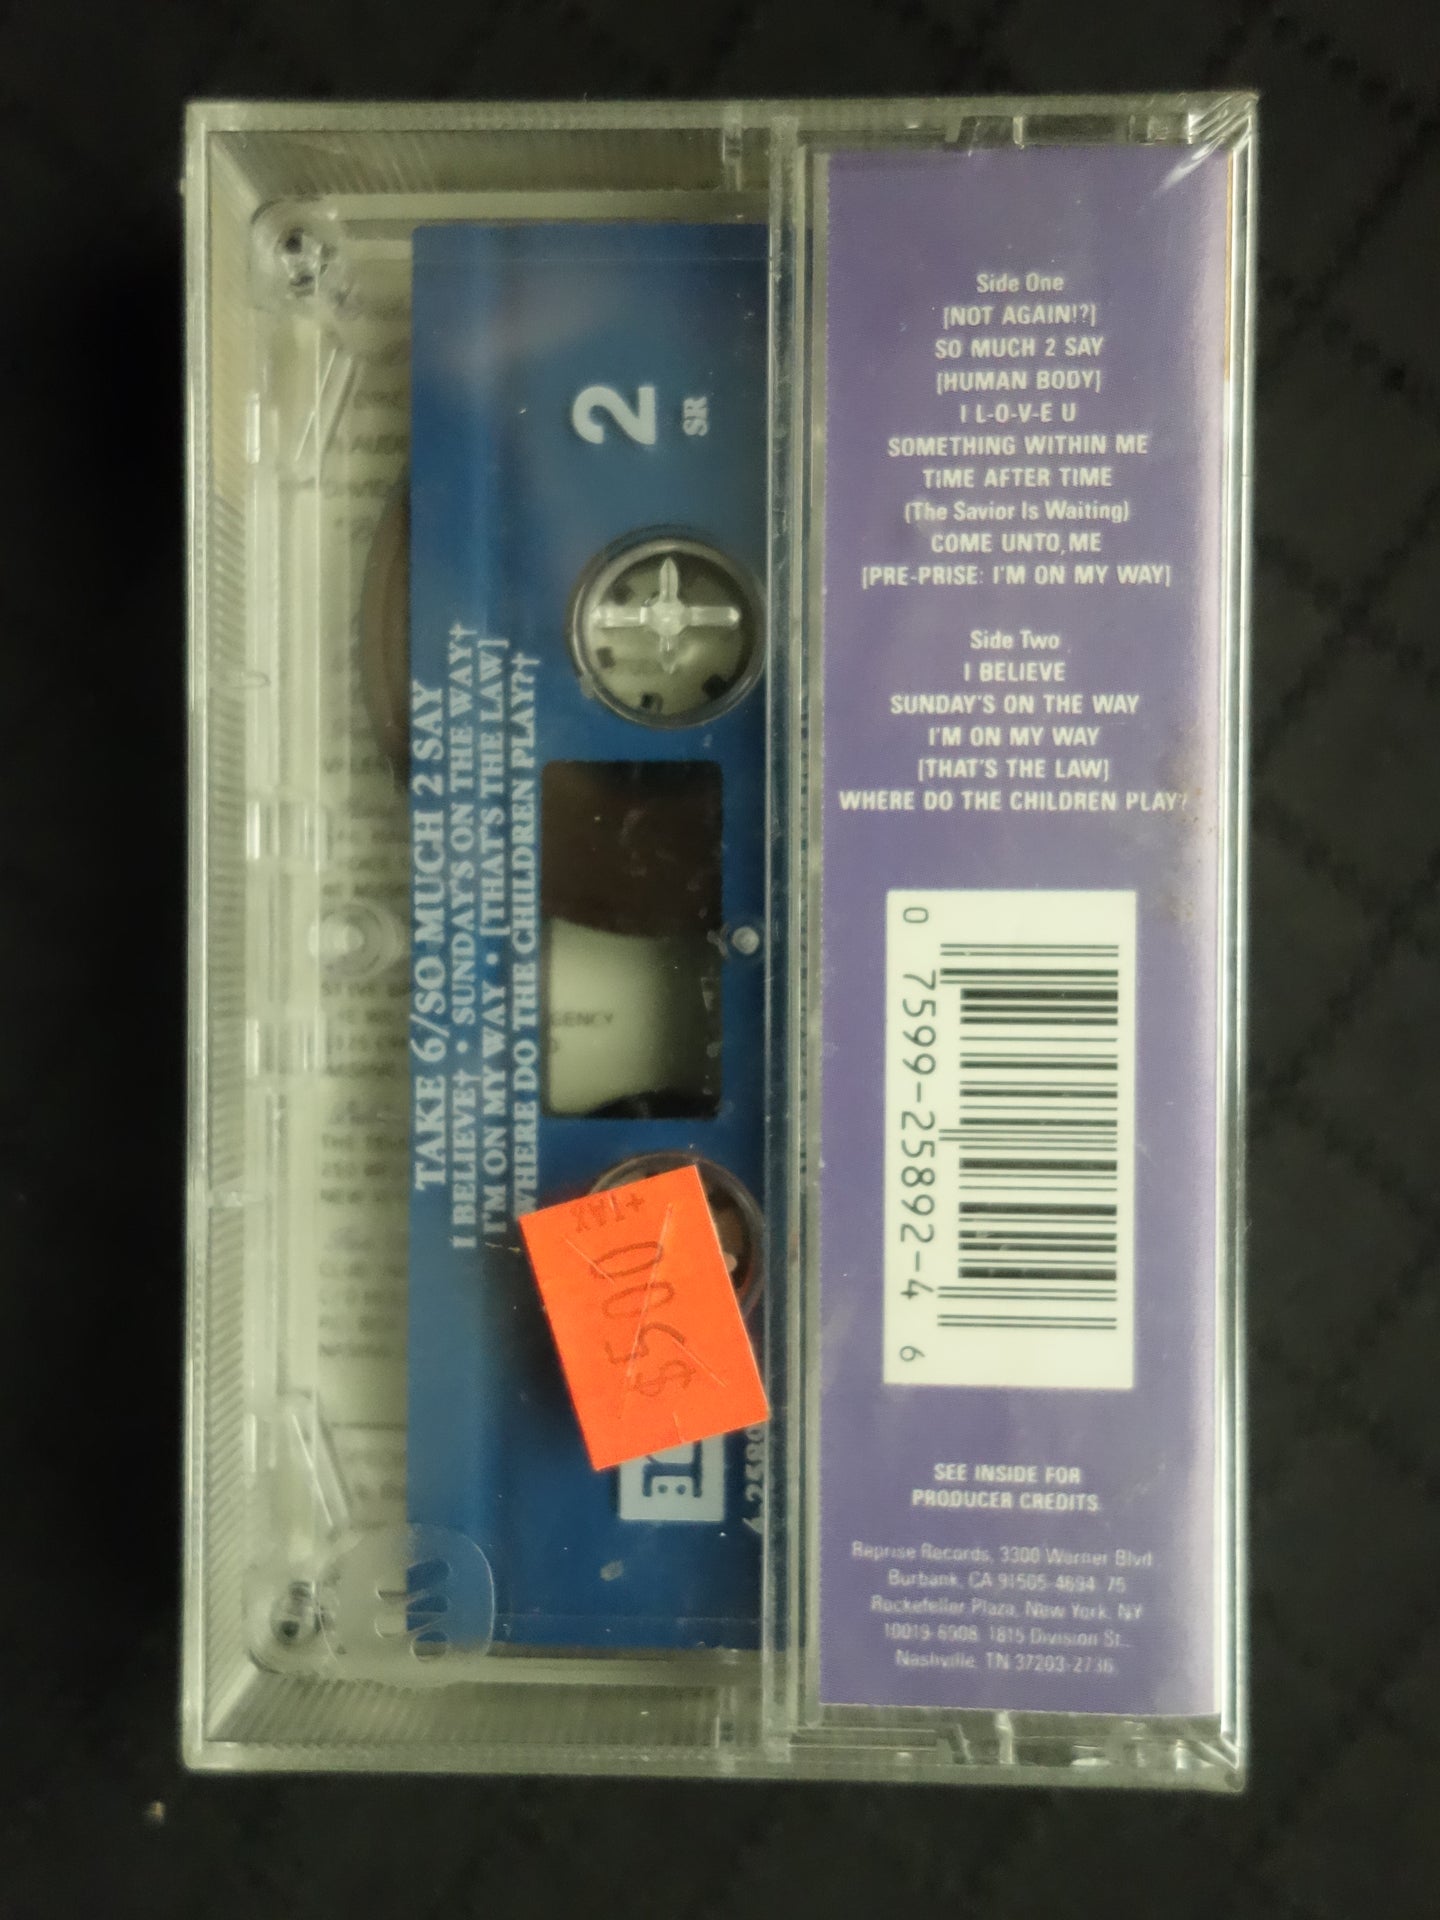 Side One
[NOT AGAIN!?]
SO MUCH 2 SAY
[HUMAN BODY]
I L-O-V-E U
SOMETHING WITHIN ME
TIME AFTER TIME
(The Savior Is Waiting)
COME UNTO ME
[PRE-PRISE: I'M ON MY WAY]
Side Two
I BELIEVE
SUNDAY'S ON THE WAY
I'M ON MY WAY
[THAT'S THE LAW]
WHERE DO THE CHILDREN PLAY?
0 7599-25892-4 6
SEE INSIDE FOR
PRODUCER CREDITS
Reprise Records, 3300 Warner Blvd.,
Burbank, CA 91505-4694 75
Rockefeller Plaza, New York, NY
10019-6908 1815 Division St.,
Nashville, TN 37203-2736
2
SR
TAKE 6/SO MUCH 2 SAY
I BELIEVE† • SUNDAY'S ON THE WAY†
I'M ON MY WAY • [THAT'S THE LAW]
WHERE DO THE CHILDREN PLAY?†
$5.00
+TAX
GENCY